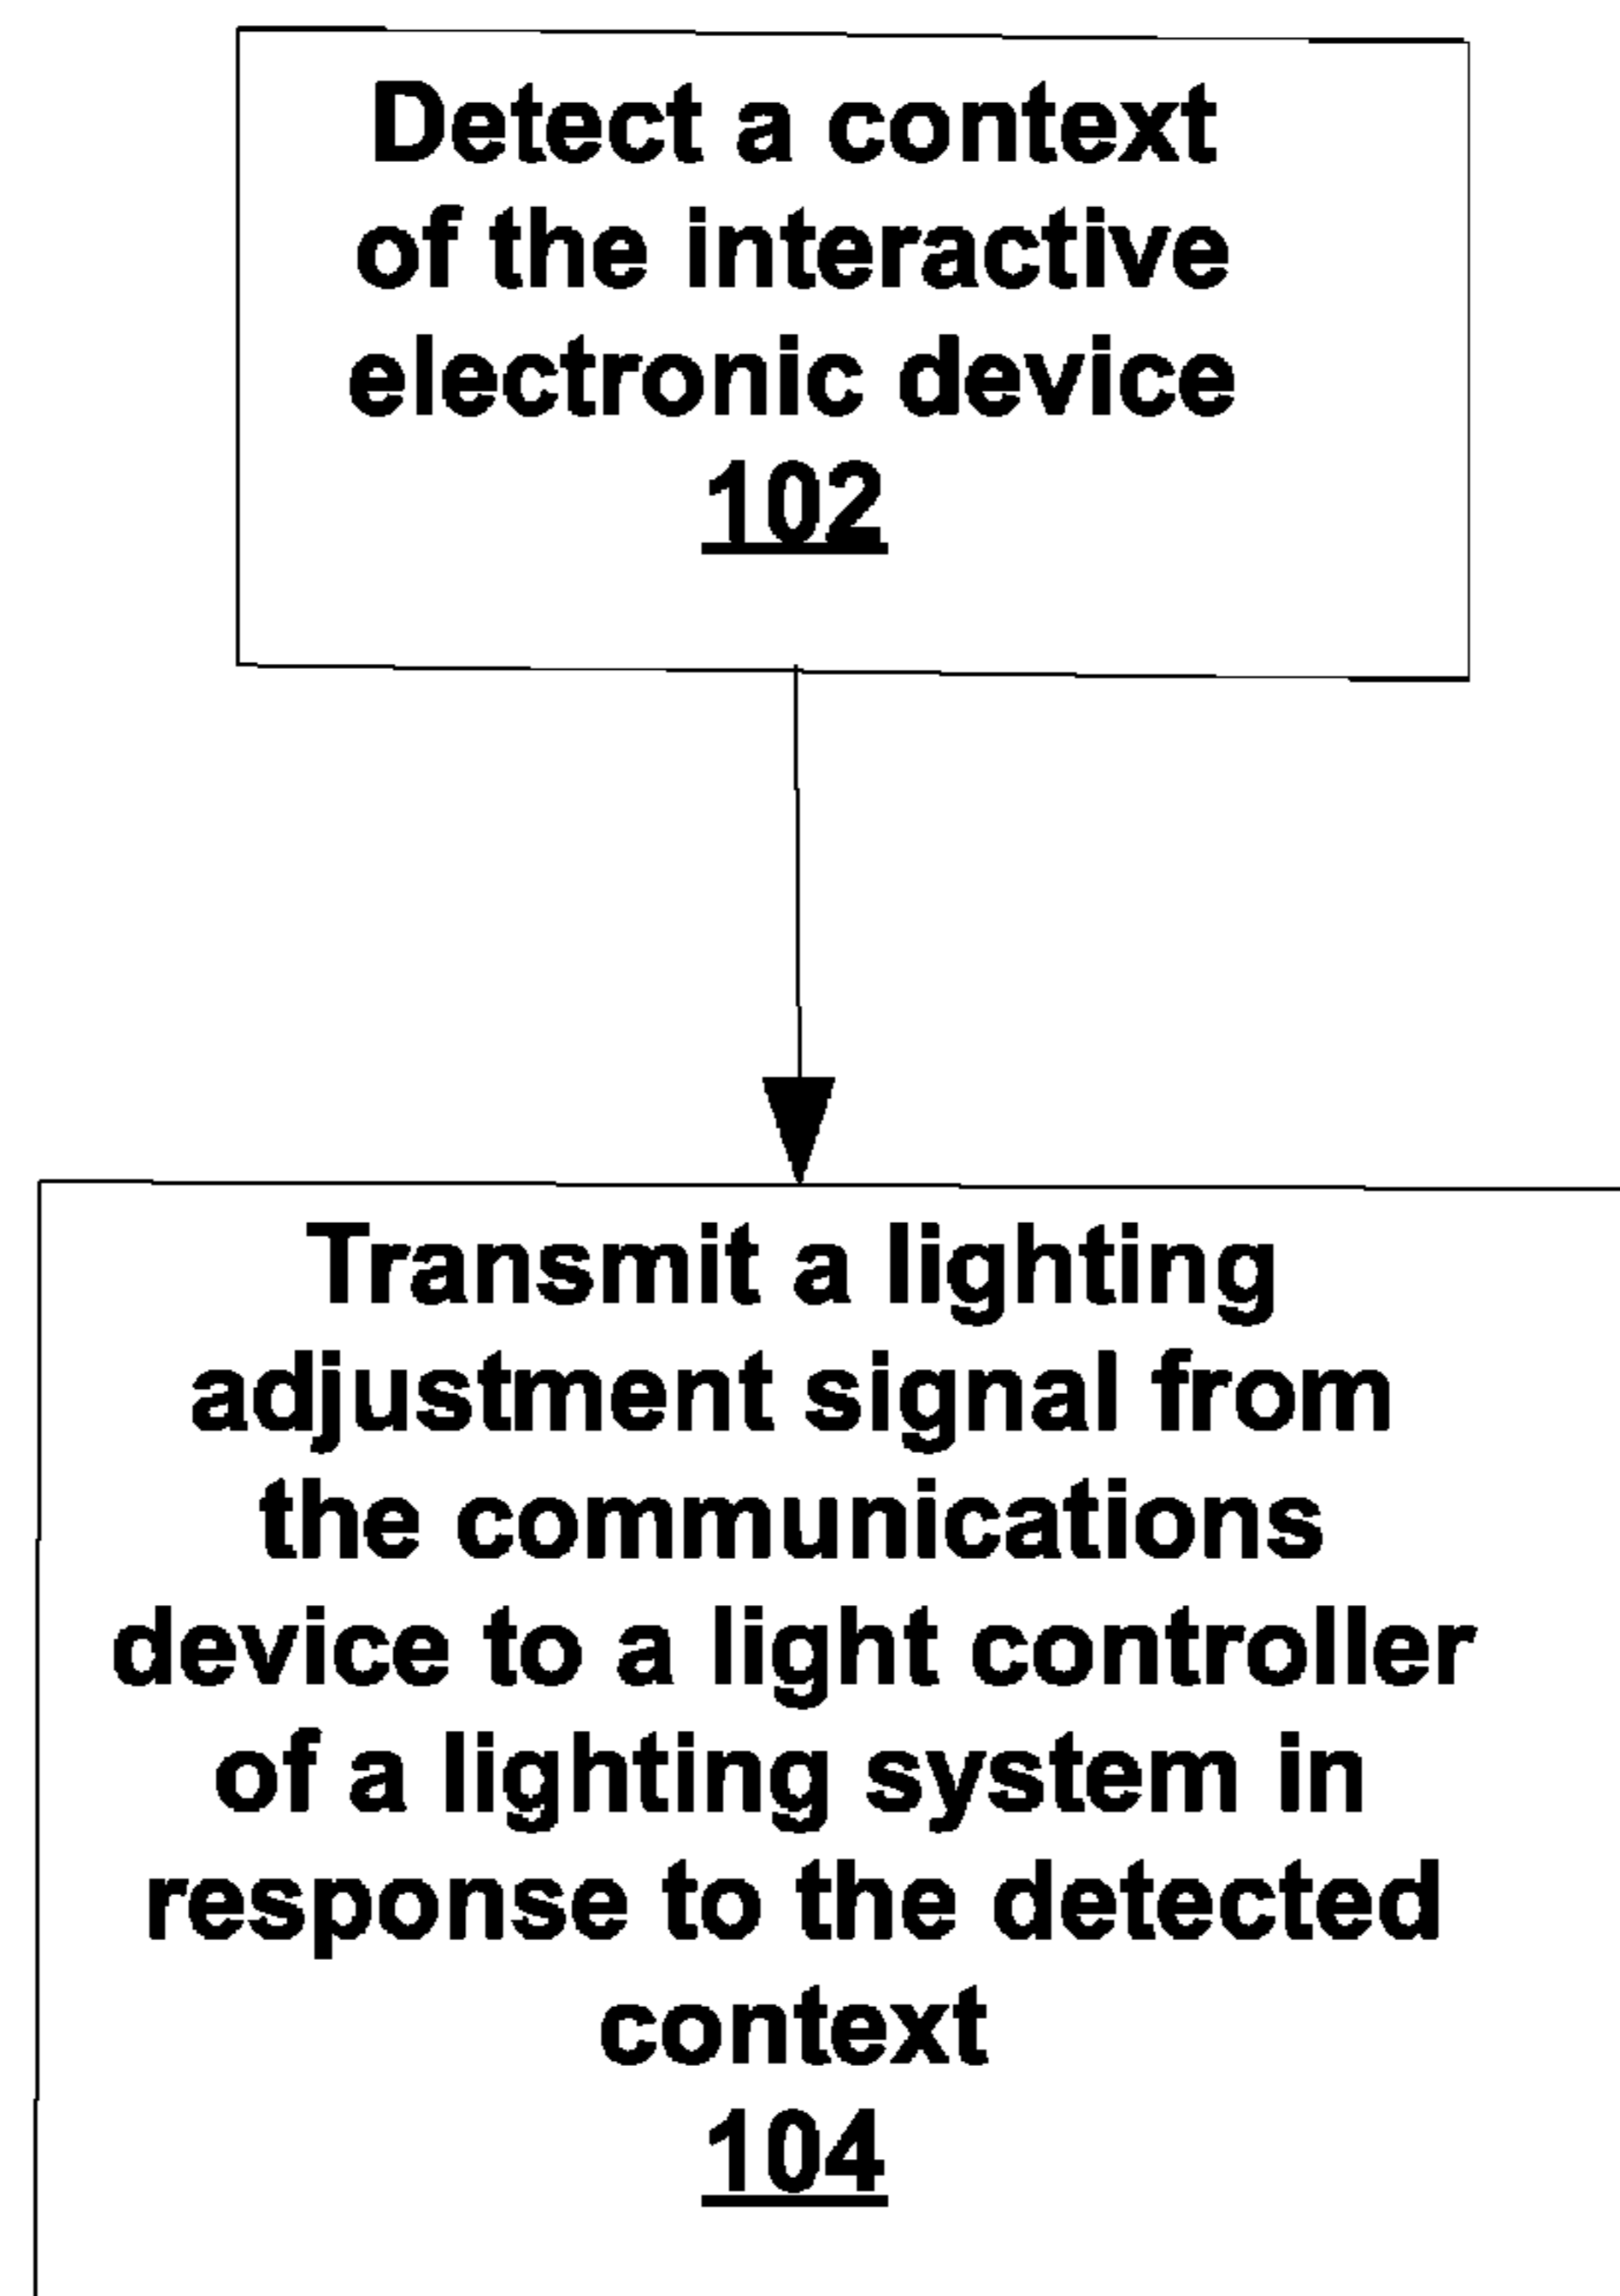 Detect a context
of the interactive
electronic device
102
Transmit a lighting
adjustment signal from
the communications
device to a light controller
of a lighting system in
response to the detected
context
104